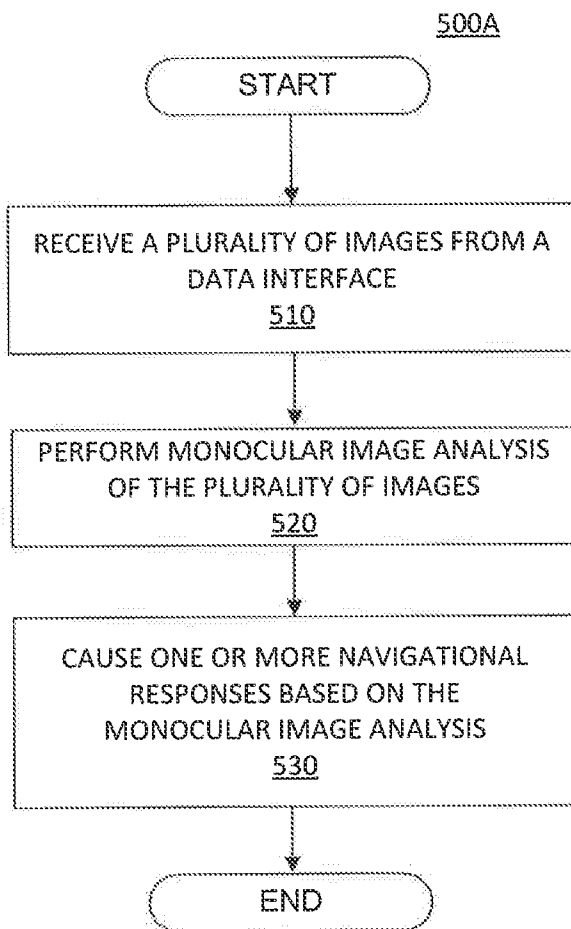 500A
START
RECEIVE A PLURALITY OF IMAGES FROM A
DATA INTERFACE
510
PERFORM MONOCULAR IMAGE ANALYSIS
OF THE PLURALITY OF IMAGES
520
CAUSE ONE OR MORE NAVIGATIONAL
RESPONSES BASED ON THE
MONOCULAR IMAGE ANALYSIS
530
END